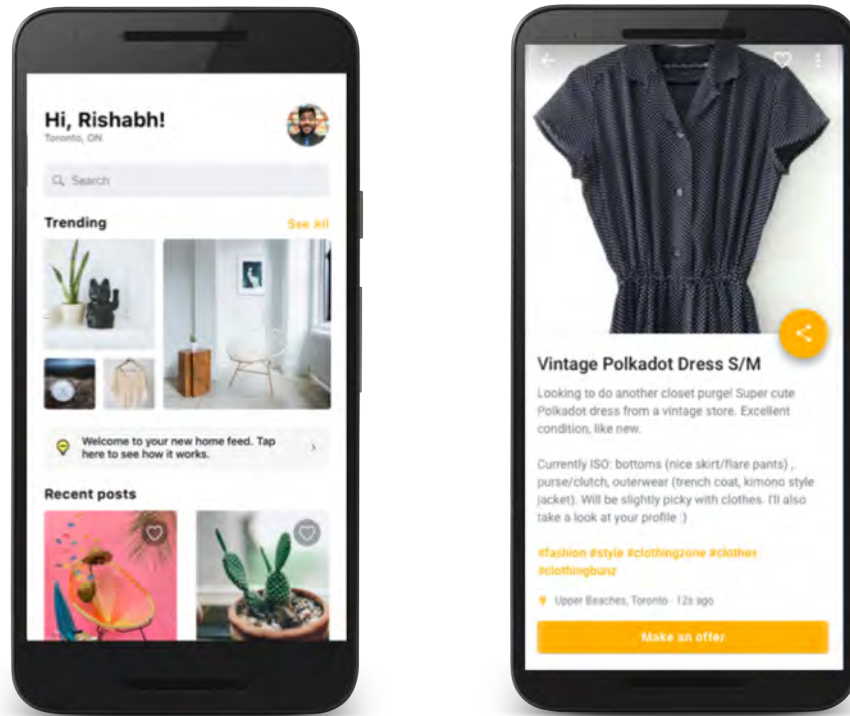 Hi, Rishabh!
Toronto, ON
Search
Trending
See All
Welcome to your new home feed. Tap
here to see how it works.
Recent posts
Vintage Polkadot Dress S/M
Looking to do another closet purge! Super cute
Polkadot dress from a vintage store. Excellent
condition, like new.
Currently ISO: bottoms (nice skirt/flare pants) ,
purse/clutch, outerwear (trench coat, kimono style
jacket). Will be slightly picky with clothes. I'll also
take a look at your profile :)
#fashion #style #clothingzone #clothes
#clothingbunz
Upper Beaches, Toronto · 12s ago
Make an offer